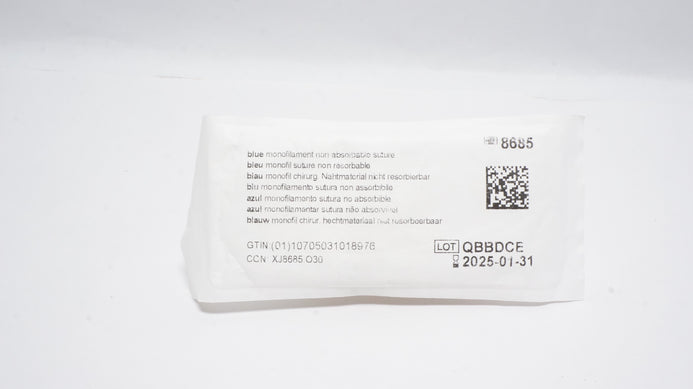 REF 8685
blue monofilament non absorbable suture
bleu monofil suture non resorbable
blau monofil chirurg. Nahtmaterial nicht resorbierbar
blu monofilamento sutura non assorbibile
azul monofilamento sutura no absorbible
azul monofilamentar sutura não absorvível
blauw monofil chirur. hechtmateriaal niet resorbeerbaar
GTIN:(01)10705031018976
CCN: XJ8685.O30
LOT QBBDCE
2025-01-31